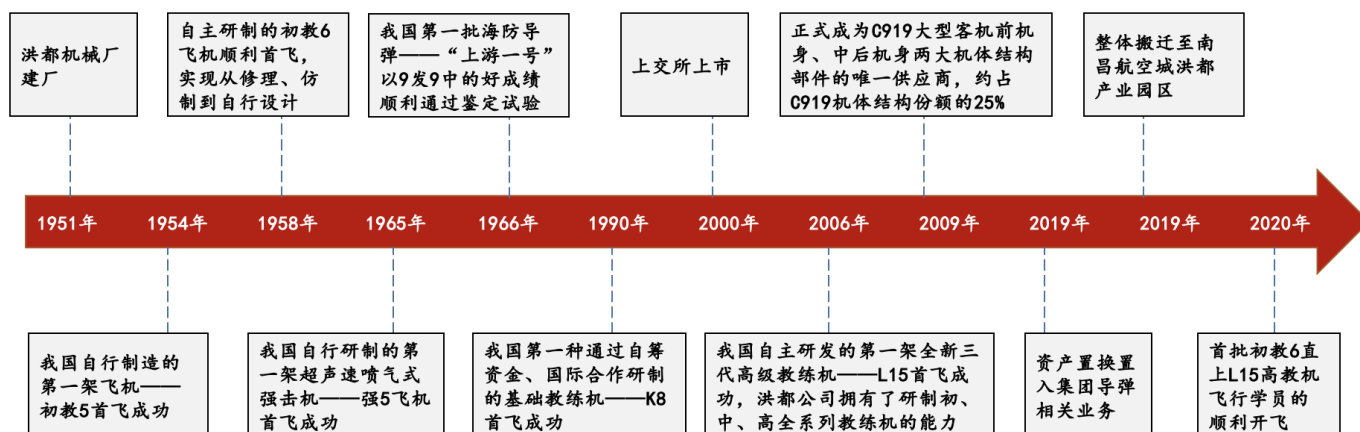 洪都机械厂
建厂
自主研制的初教6
飞机顺利首飞，
实现从修理、仿
制到自行设计
我国第一批海防导
弹——“上游一号”
以9发9中的好成绩
顺利通过鉴定试验
上交所上市
正式成为C919大型客机前机
身、中后机身两大机体结构
部件的唯一供应商，约占
C919机体结构份额的25%
整体搬迁至南
昌航空城洪都
产业园区
1951年 1954年 1958年 1965年 1966年 1990年 2000年 2006年 2009年 2019年 2019年 2020年
我国自行制造的
第一架飞机——
初教5首飞成功
我国自行研制的第
一架超声速喷气式
强击机——强5飞机
首飞成功
我国第一种通过自筹
资金、国际合作研制
的基础教练机——K8
首飞成功
我国自主研发的第一架全新三
代高级教练机——L15首飞成
功，洪都公司拥有了研制初、
中、高全系列教练机的能力
资产置换置
入集团导弹
相关业务
首批初教6直
上L15高教机
飞行学员的
顺利开飞